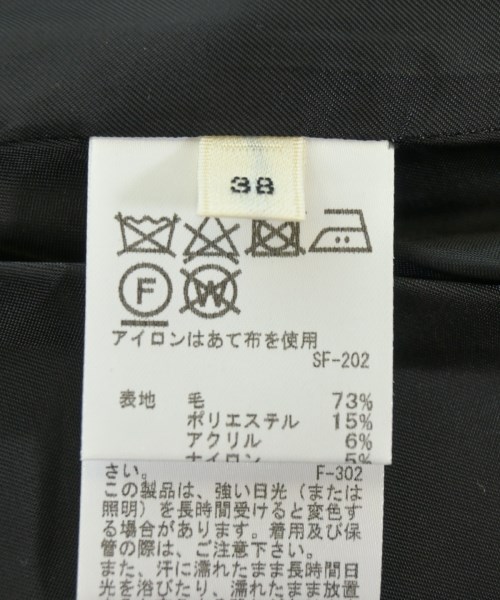 38
F W
アイロンはあて布を使用
SF-202
表地 毛 73%
ポリエステル 15%
アクリル 6%
ナイロン 5%
さい。 F-302
この製品は、強い日光（または
照明）を長時間受けると変色す
る場合があります。着用及び保
管の際は、ご注意下さい。
また、汗に濡れたまま長時間日
光を浴びたり、濡れたまま放置